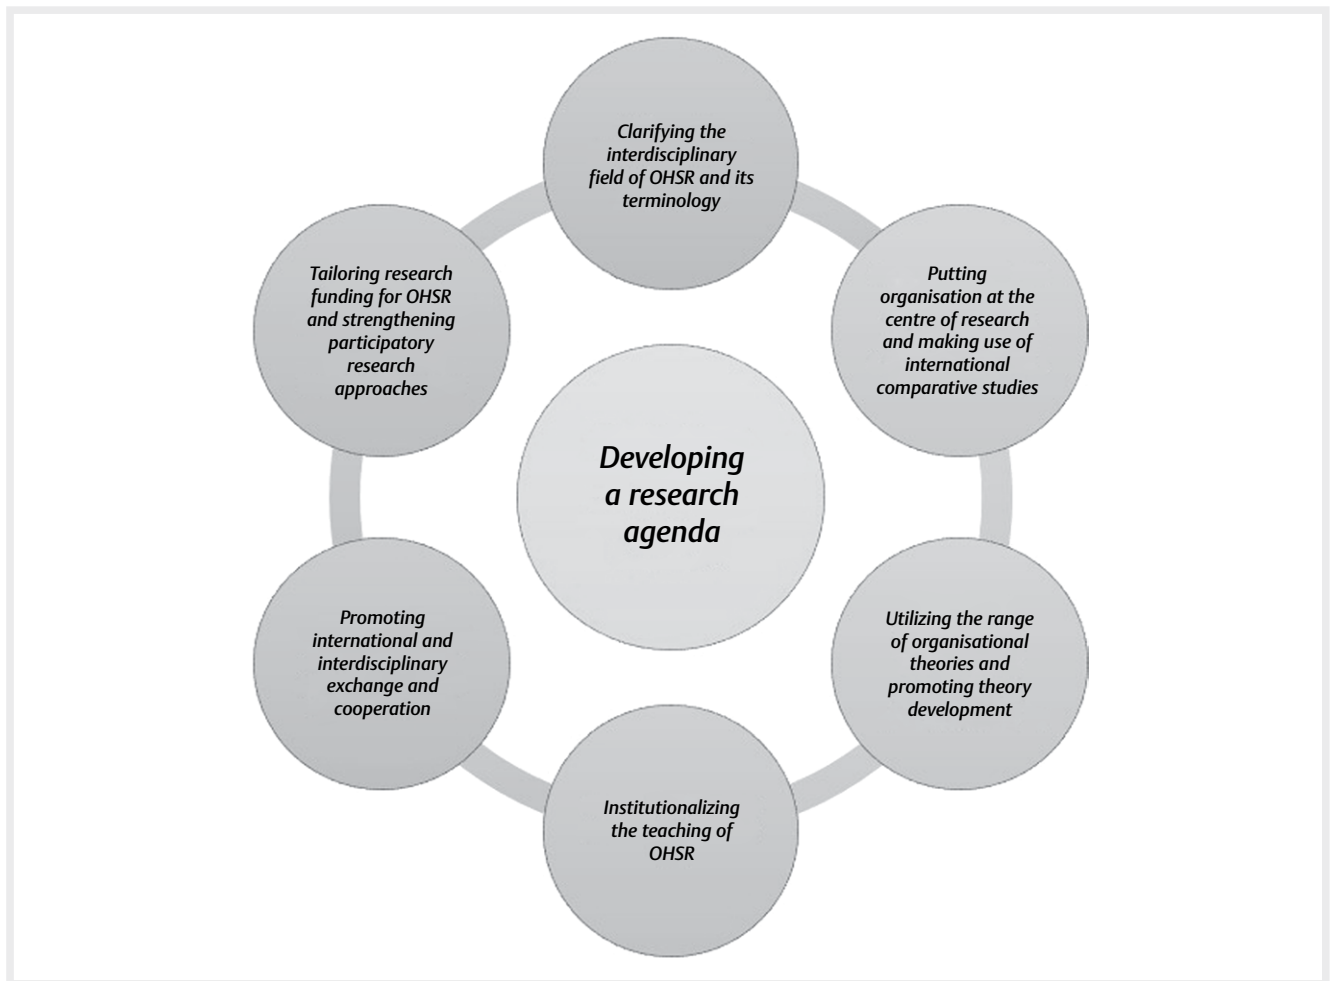 Clarifying the
interdisciplinary
field of OHSR and its
terminology
Putting
organisation at the
centre of research
and making use of
international
comparative studies
Utilizing the range
of organisational
theories and
promoting theory
development
Institutionalizing
the teaching of
OHSR
Promoting
international and
interdisciplinary
exchange and
cooperation
Tailoring research
funding for OHSR
and strengthening
participatory
research
approaches
Developing
a research
agenda